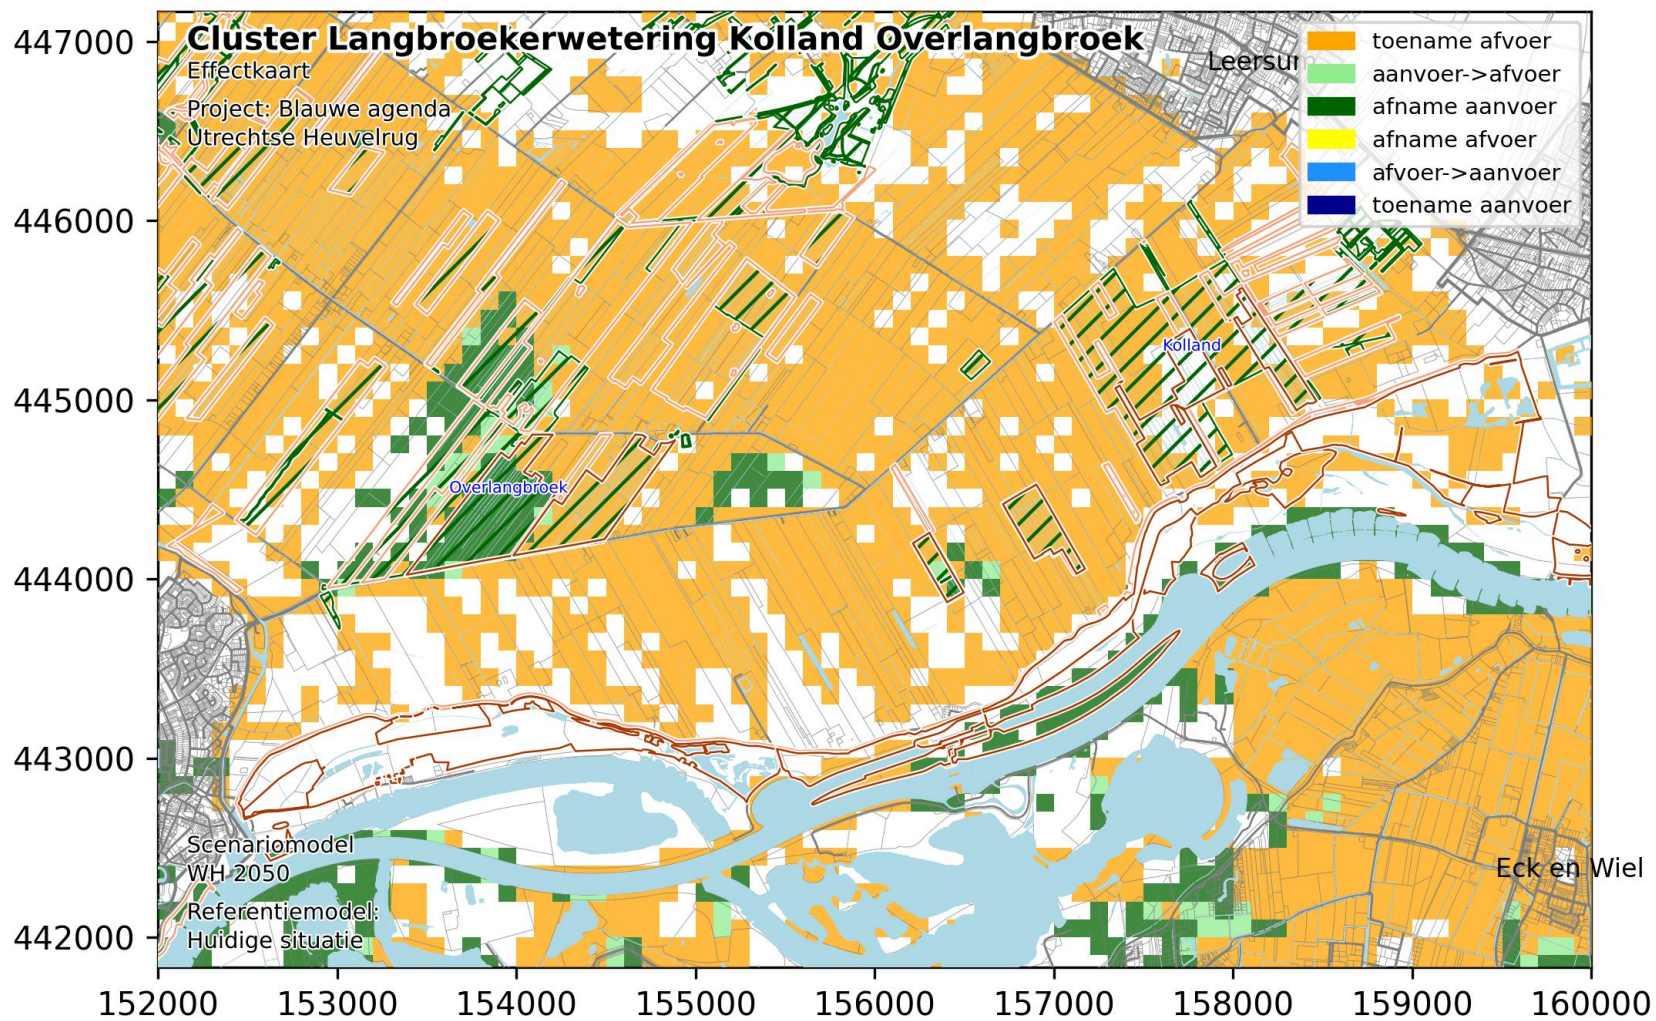 Cluster Langbroekerwetering Kolland Overlangbroek
Effectkaart
Project: Blauwe agenda
Utrechtse Heuvelrug
Leersum
toename afvoer
aanvoer->afvoer
afname aanvoer
afname afvoer
afvoer->aanvoer
toename aanvoer
447000
446000
445000
444000
443000
442000
Kolland
Overlangbroek
Eck en Wiel
Scenariomodel
WH 2050
Referentiemodel:
Huidige situatie
152000 153000 154000 155000 156000 157000 158000 159000 160000